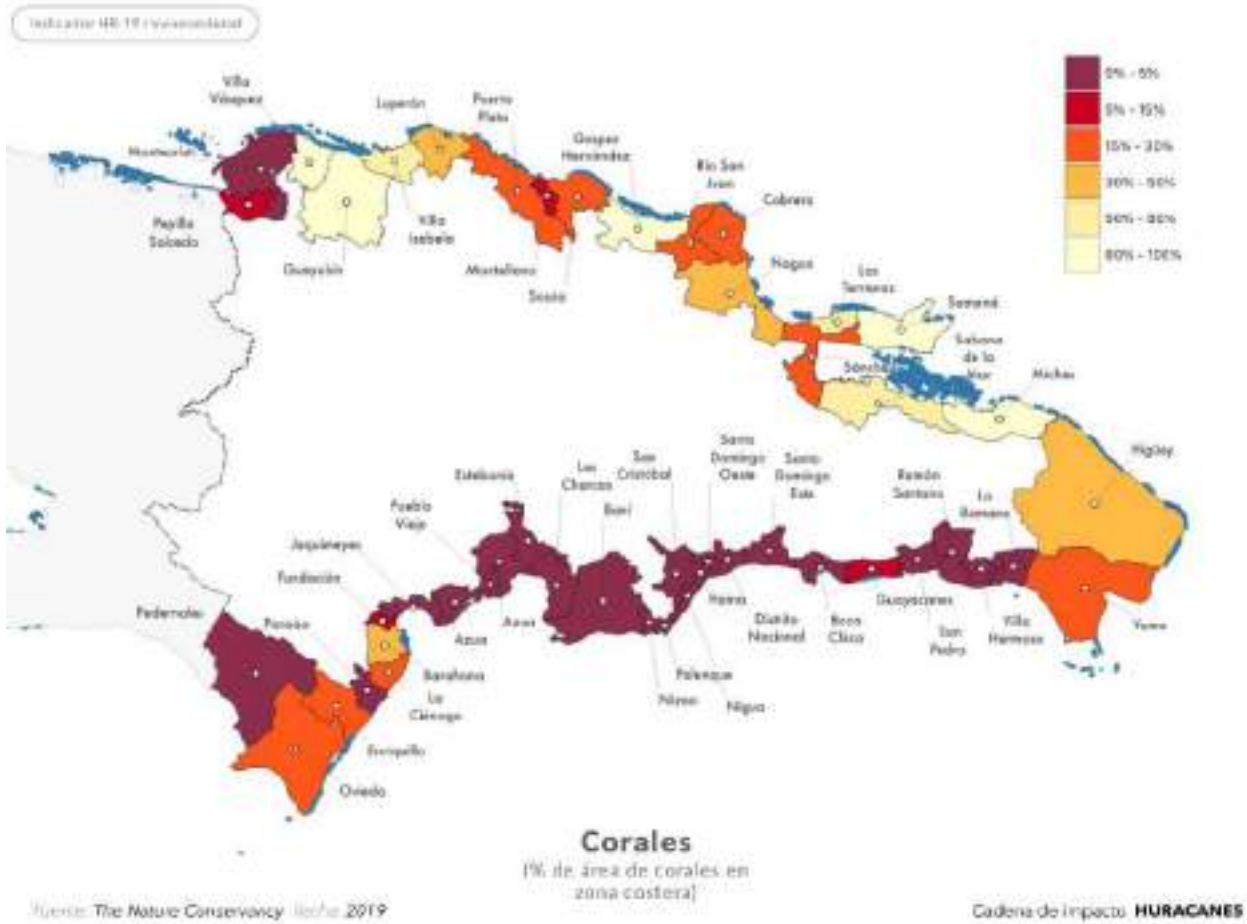 Villa
Vásquez
Luperón
Puerto
Plata
Gaspar
Hernández
Río San
Juan
Cabrera
Pepillo
Salcedo
Guayubín
Villa
Isabela
Montellano
Sosúa
Nagua
Las
Terrenas
Samaná
Sabana
de la
Mar
Sánchez
Miches
Higüey
0% - 5%
5% - 15%
15% - 30%
30% - 50%
50% - 80%
80% - 100%
Estebanía
Las
Charcas
Baní
San
Cristóbal
Santo
Domingo
Oeste
Santo
Domingo
Este
Ramón
Santana
La
Romana
Pueblo
Viejo
Jaquimeyes
Fundación
Pedernales
Paraíso
Azua
Azua
Barahona
La
Ciénaga
Enriquillo
Oviedo
Haina
Palenque
Nizao
Nigua
Distrito
Nacional
Boca
Chica
Guayacanes
San
Pedro
Villa
Hermosa
Yuma
Corales
(% de área de corales en
zona costera)
Fuente: The Nature Conservancy Fecha: 2019
Cadena de impacto: HURACANES